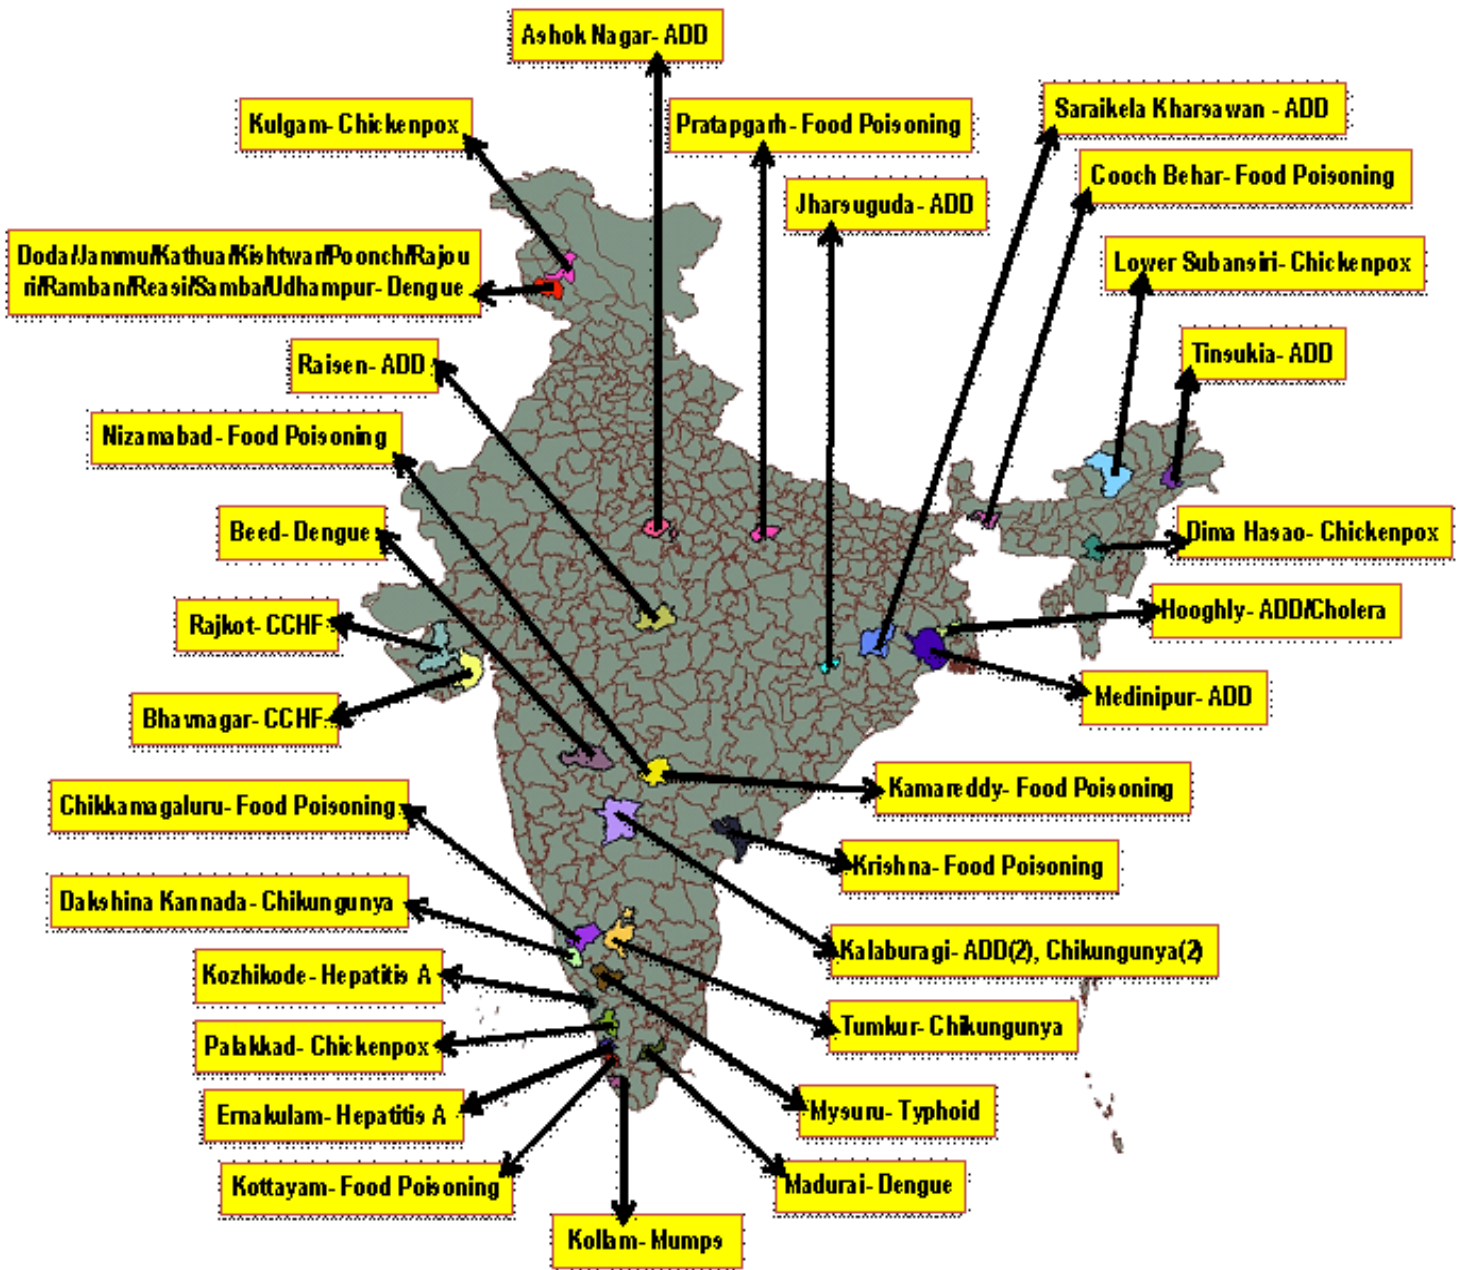 Ashok Nagar- ADD
Kulgam- Chickenpox
Pratapgarh- Food Poisoning
Saraikela Kharsawan - ADD
Cooch Behar- Food Poisoning
Jharsuguda- ADD
Doda/Jammu/Kathua/Kishtwar/Poonch/Rajou
ri/Ramban/Reasi/Samba/Udhampur- Dengue
Lower Subansiri- Chickenpox
Raisen- ADD
Tinsukia- ADD
Nizamabad- Food Poisoning
Beed- Dengue
Dima Hasao- Chickenpox
Rajkot- CCHF
Hooghly- ADD/Cholera
Bhavnagar- CCHF
Medinipur- ADD
Chikkamagaluru- Food Poisoning
Kamareddy- Food Poisoning
Krishna- Food Poisoning
Dakshina Kannada- Chikungunya
Kalaburagi- ADD(2), Chikungunya(2)
Kozhikode- Hepatitis A
Tumkur- Chikungunya
Palakkad- Chickenpox
Ernakulam- Hepatitis A
Mysuru- Typhoid
Kottayam- Food Poisoning
Madurai- Dengue
Kollam- Mumps